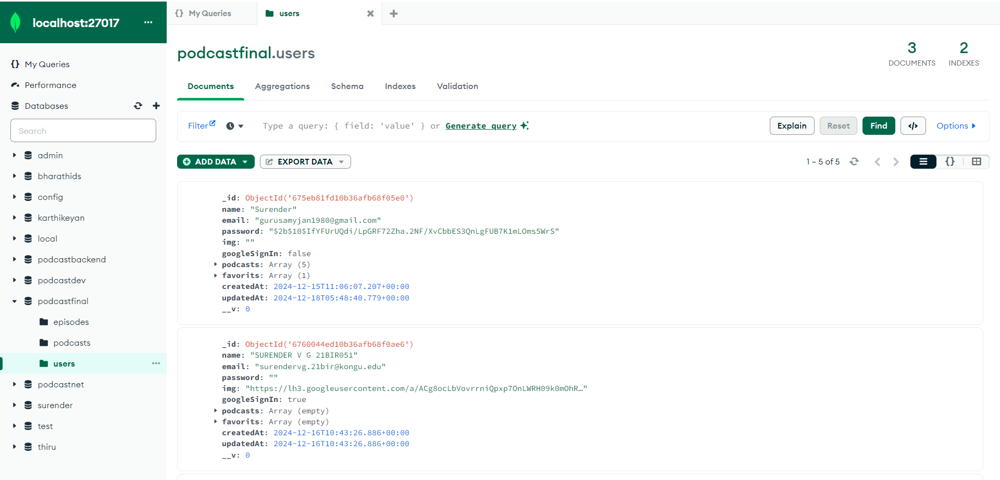 localhost:27017
My Queries
Performance
Databases
Search
admin
bharathids
config
karthikeyan
local
podcastbackend
podcastdev
podcastfinal
episodes
podcasts
users
podcastnet
surender
test
thiru
{} My Queries
users
podcastfinal.users
3
DOCUMENTS
2
INDEXES
Documents Aggregations Schema Indexes Validation
Filter Type a query: { field: 'value' } or Generate query Explain Reset Find </> Options
ADD DATA EXPORT DATA 1 – 5 of 5 {}
_id: ObjectId('675eb81fd10b36afb68f05e0')
name: "Surender"
email: "gurusamyjan1980@gmail.com"
password: "$2b$10$IfYFUrUQdi/LpGRF72Zha.2NF/XvCbbES3QnLgFUB7K1mLOms5WrS"
img: ""
googleSignIn: false
podcasts: Array (5)
favorits: Array (1)
createdAt: 2024-12-15T11:06:07.207+00:00
updatedAt: 2024-12-18T05:48:40.779+00:00
__v: 0
_id: ObjectId('6760044ed10b36afb68f0ae6')
name: "SURENDER V G 21BIR051"
email: "surendervg.21bir@kongu.edu"
password: ""
img: "https://lh3.googleusercontent.com/a/ACg8ocLbVovrrniQpxp7OnLWRH09k0mOhR…"
googleSignIn: true
podcasts: Array (empty)
favorits: Array (empty)
createdAt: 2024-12-16T10:43:26.886+00:00
updatedAt: 2024-12-16T10:43:26.886+00:00
__v: 0